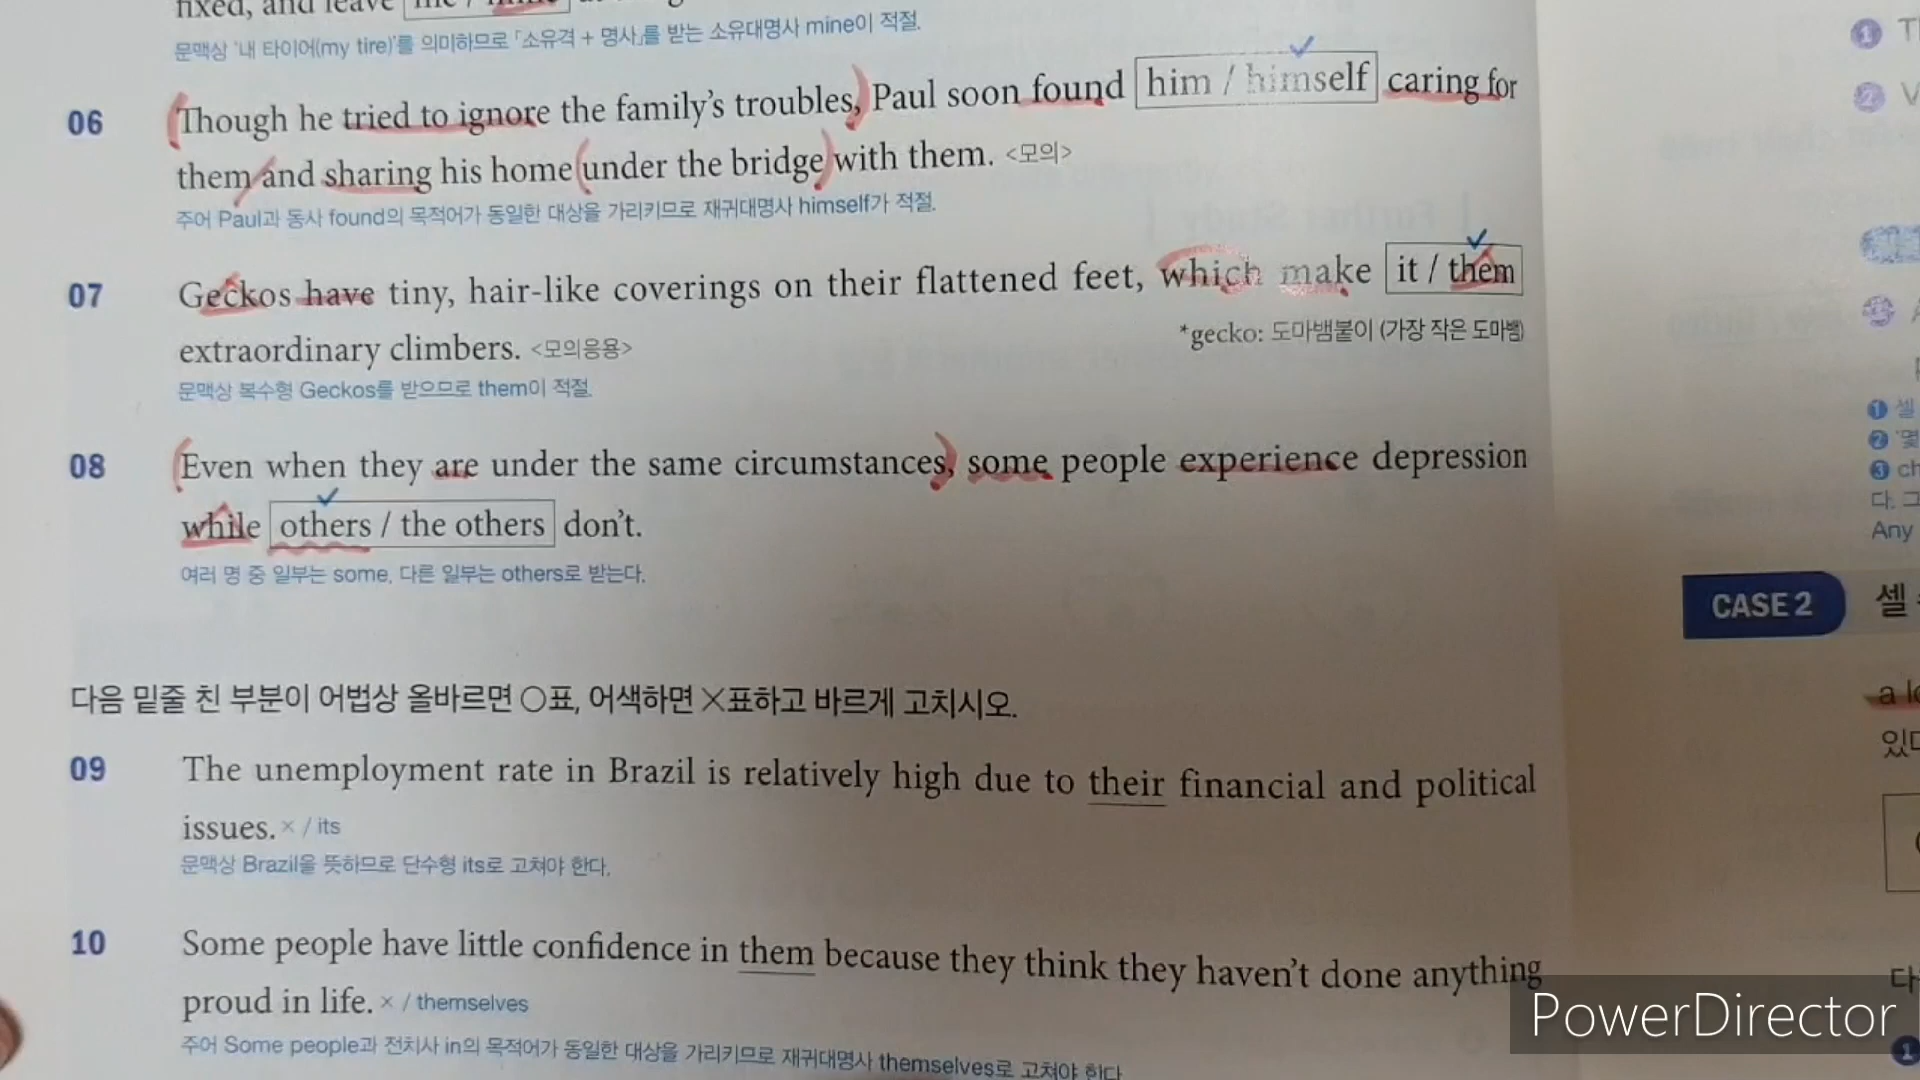 fixed, and leave
문맥상 '내 타이어(my tire)'를 의미하므로 「소유격 + 명사」를 받는 소유대명사 mine이 적절.
06 Though he tried to ignore the family's troubles, Paul soon found him / himself caring for
them and sharing his home under the bridge with them. <모의>
주어 Paul과 동사 found의 목적어가 동일한 대상을 가리키므로 재귀대명사 himself가 적절.
07 Geckos have tiny, hair-like coverings on their flattened feet, which make it / them
extraordinary climbers. <모의응용>
*gecko: 도마뱀붙이 (가장 작은 도마뱀)
문맥상 복수형 Geckos를 받으므로 them이 적절.
08 Even when they are under the same circumstances, some people experience depression
while others / the others don't.
여러 명 중 일부는 some, 다른 일부는 others로 받는다.
다음 밑줄 친 부분이 어법상 올바르면 ○표, 어색하면 ×표하고 바르게 고치시오.
09 The unemployment rate in Brazil is relatively high due to their financial and political
issues. × / its
문맥상 Brazil을 뜻하므로 단수형 its로 고쳐야 한다.
10 Some people have little confidence in them because they think they haven't done anything
proud in life. × / themselves
주어 Some people과 전치사 in의 목적어가 동일한 대상을 가리키므로 재귀대명사 themselves로 고쳐야 한다
1
2
1 셀
2
3 ch
다. 그
Any
CASE 2 셀
있다
1
PowerDirector